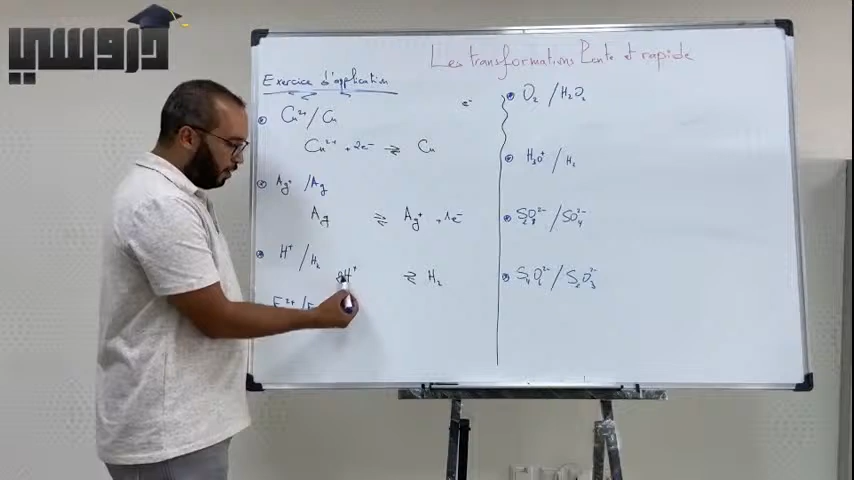 دروسي
Les transformations Lente et rapide
Exercice d'application
Cu²⁺ / Cu
Cu²⁺ + 2e⁻ ⇌ Cu
Ag⁺ / Ag
Ag ⇌ Ag⁺ + 1e⁻
H⁺ / H₂
2H⁺ ⇌ H₂
e⁻
O₂ / H₂O₂
H₃O⁺ / H₂
S₂O₈²⁻ / SO₄²⁻
S₄O₆²⁻ / S₂O₃²⁻